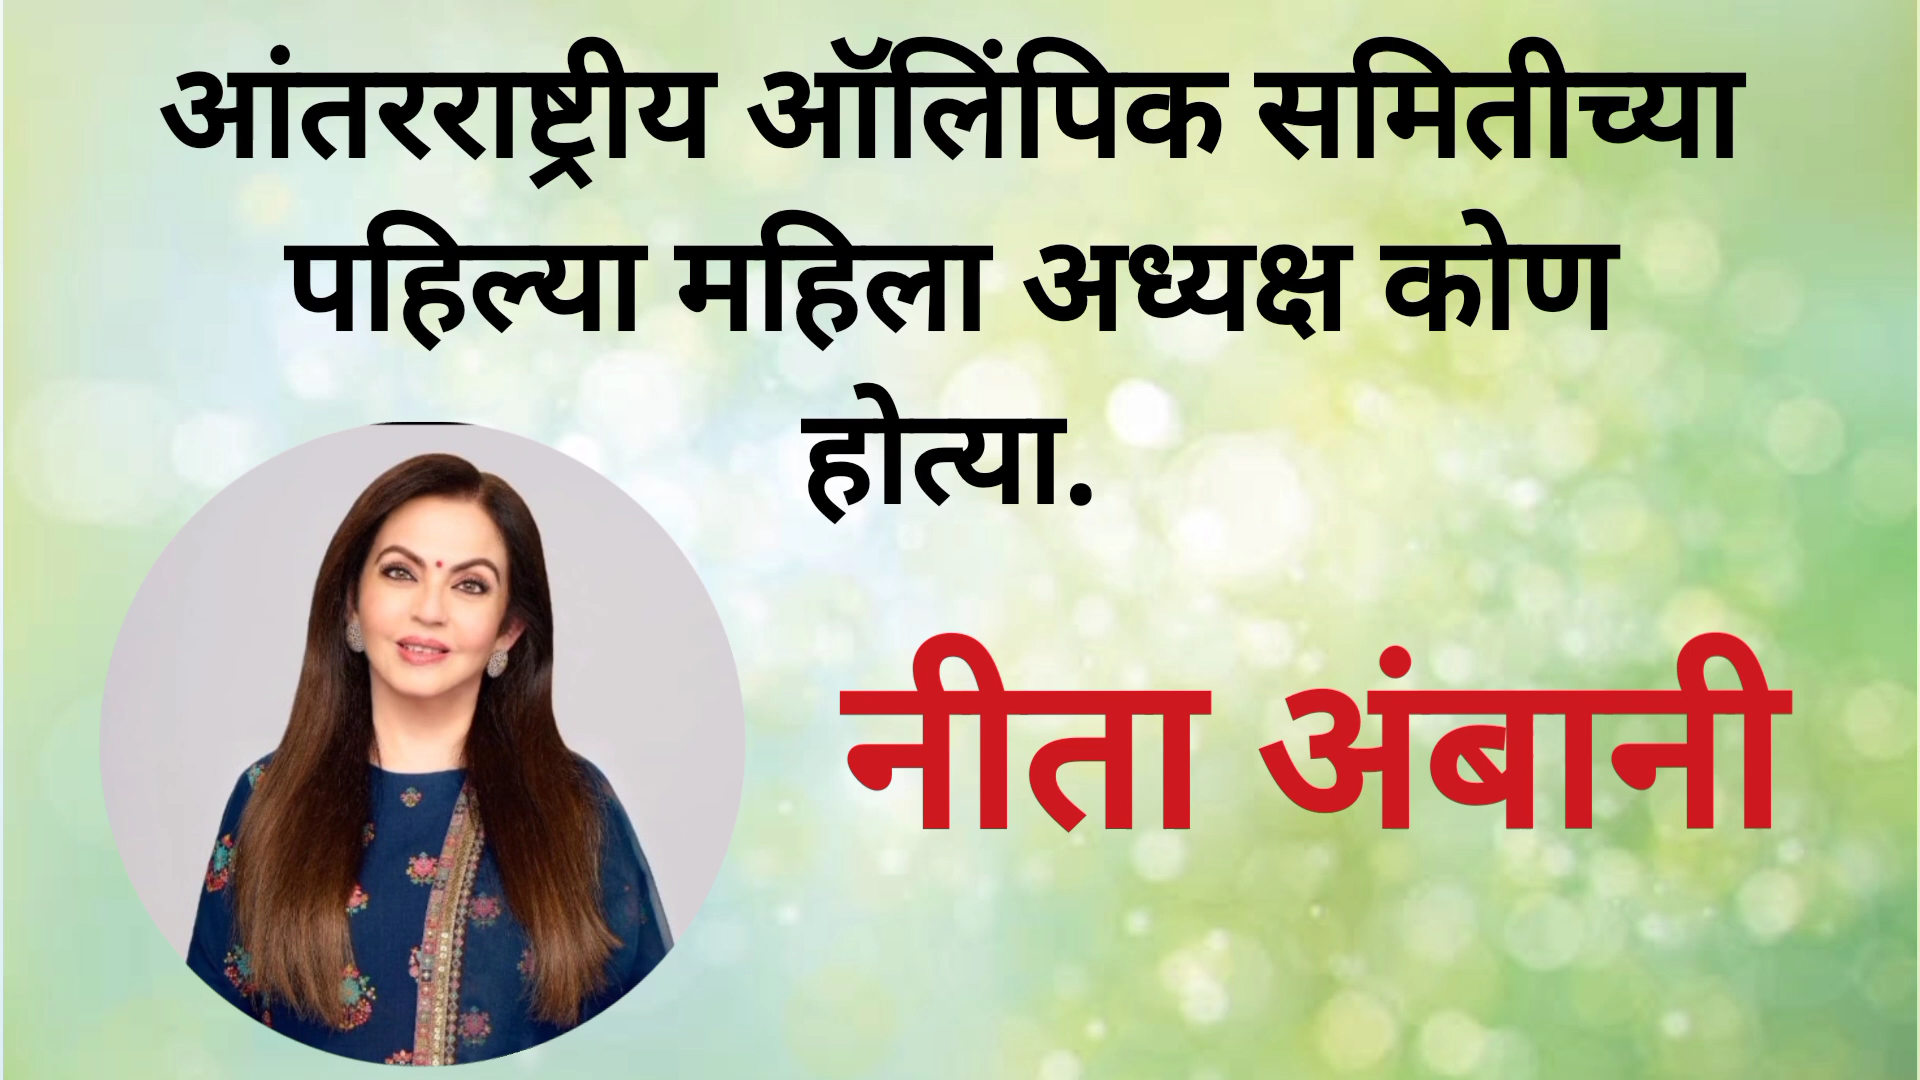 आंतरराष्ट्रीय ऑलिंपिक समितीच्या
पहिल्या महिला अध्यक्ष कोण
होत्या.
नीता अंबानी